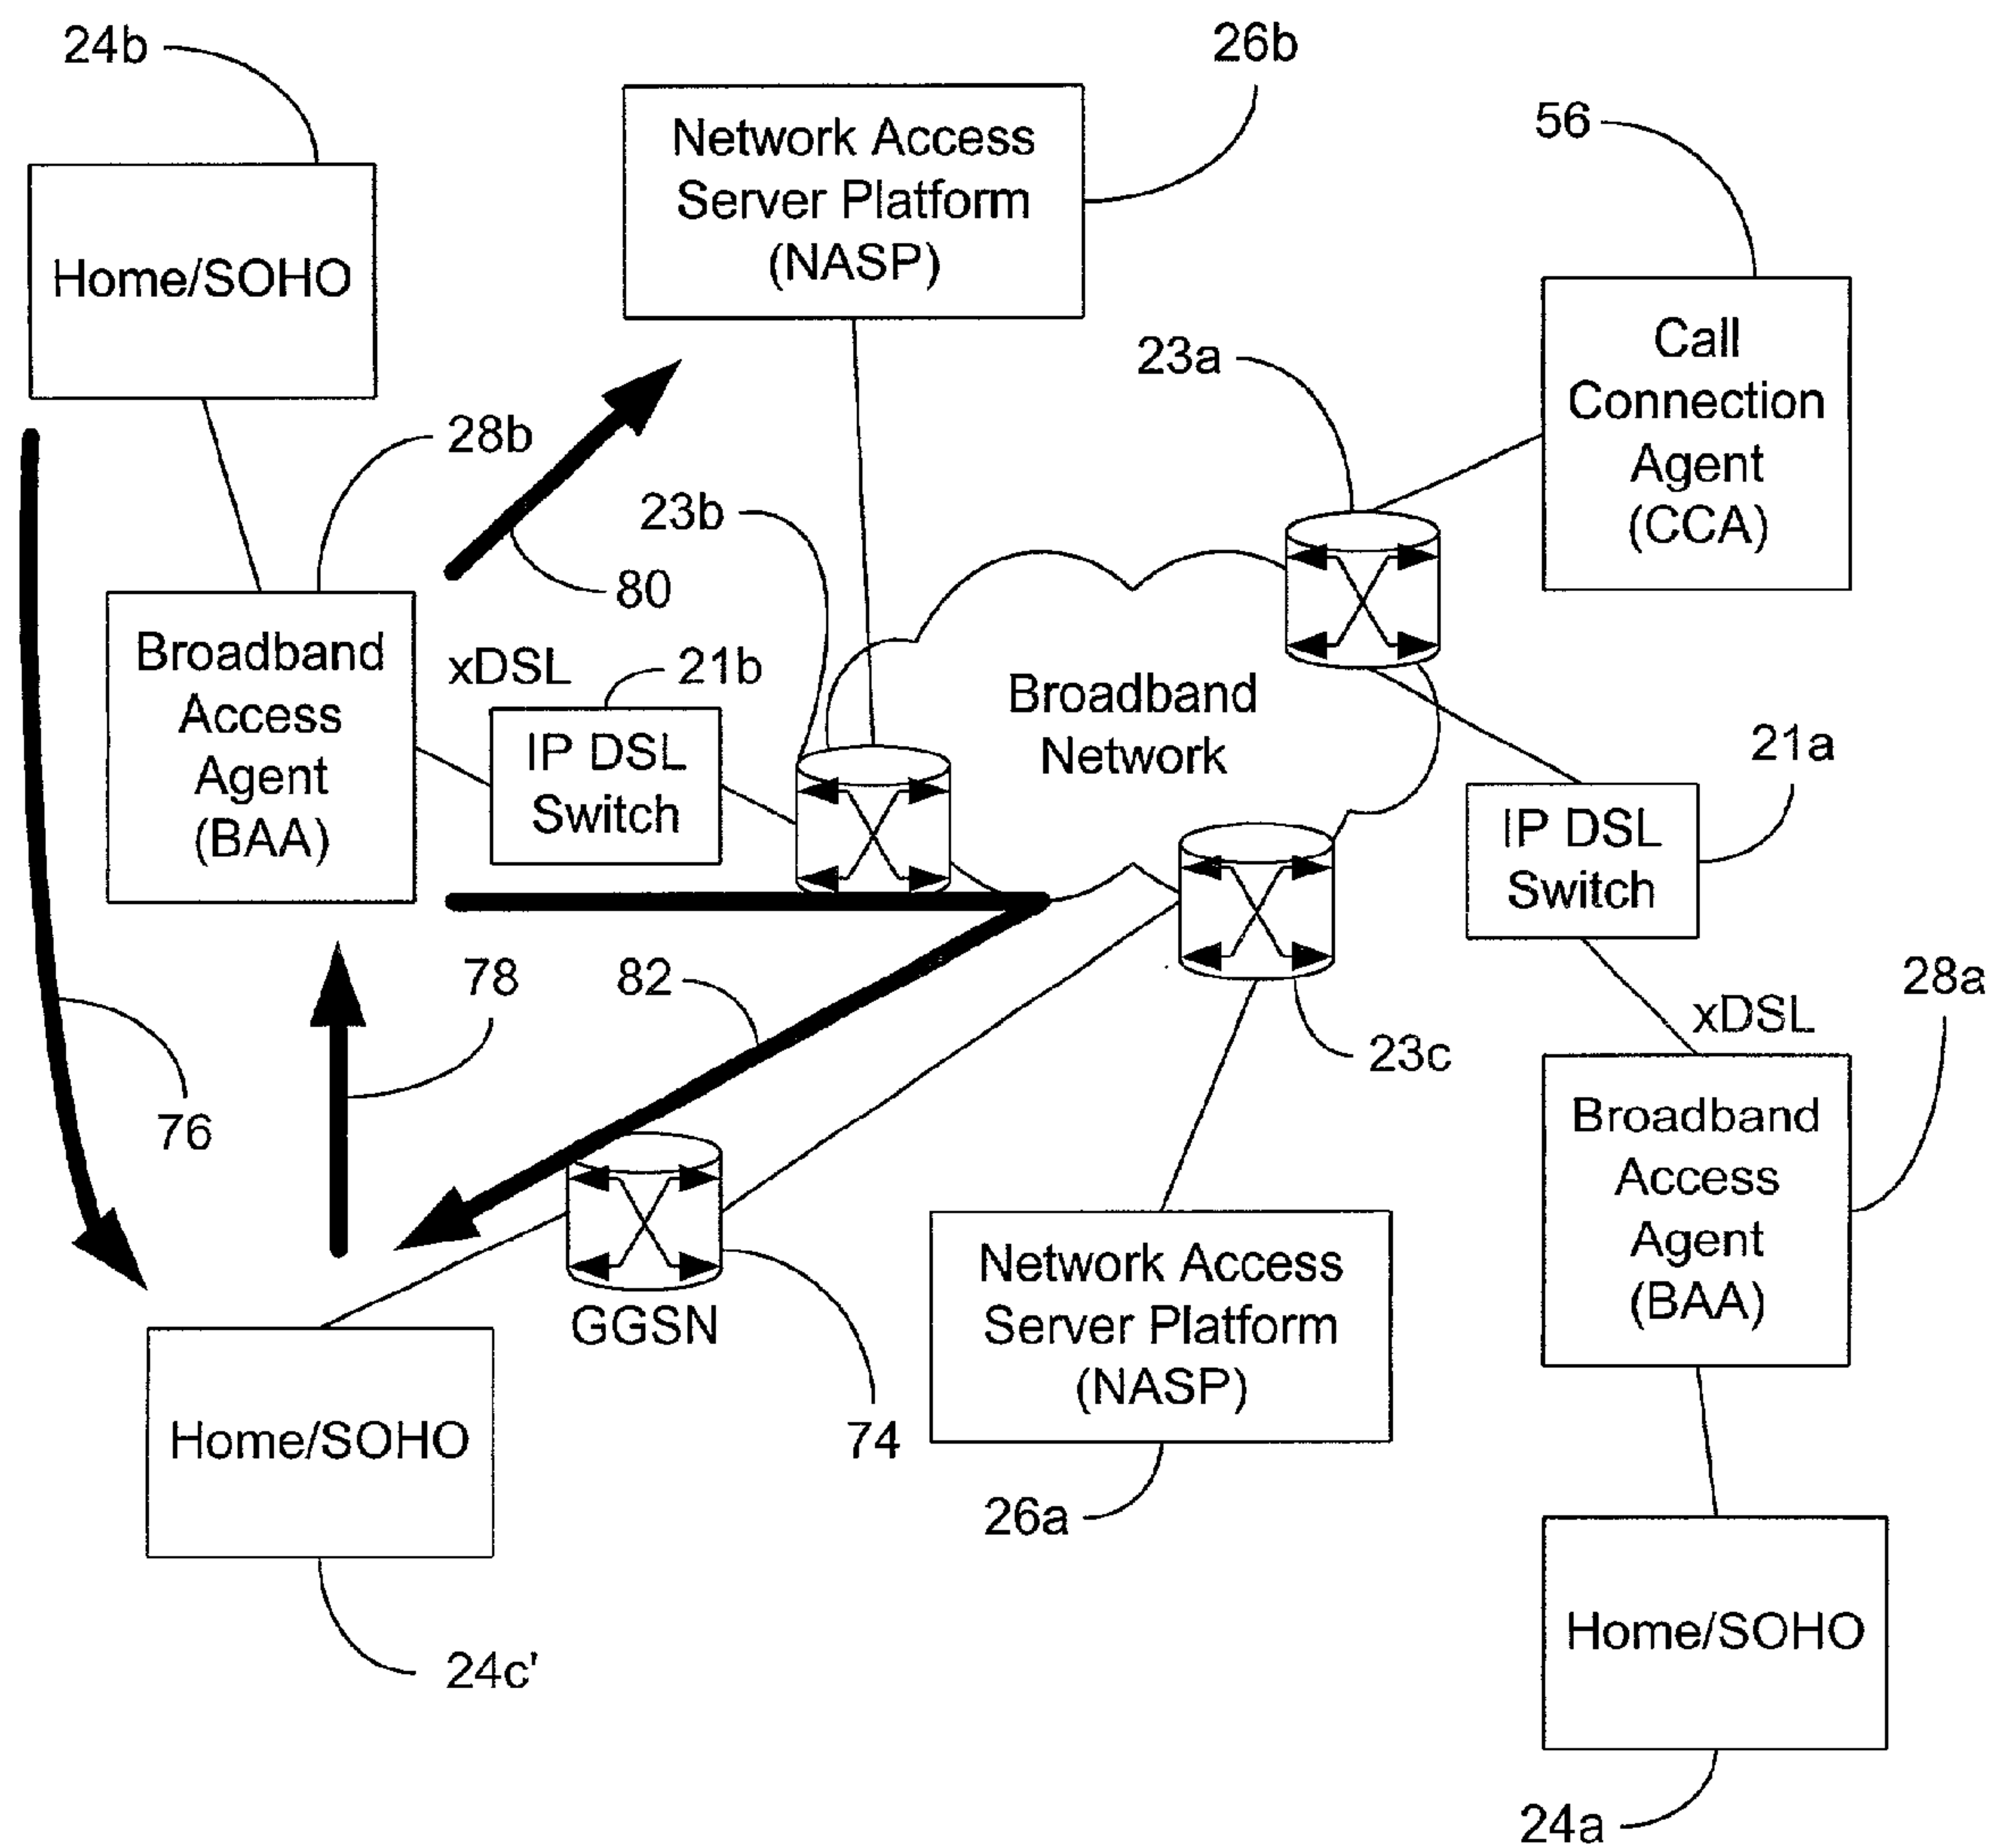 24b
26b
56
Network Access
Server Platform
(NASP)
Home/SOHO
23a
Call
Connection
Agent
(CCA)
28b
23b
80
Broadband
Access
Agent
(BAA)
xDSL
21b
IP DSL
Switch
Broadband
Network
21a
IP DSL
Switch
78
82
28a
xDSL
23c
76
Broadband
Access
Agent
(BAA)
GGSN
Network Access
Server Platform
(NASP)
Home/SOHO
74
26a
24c'
Home/SOHO
24a